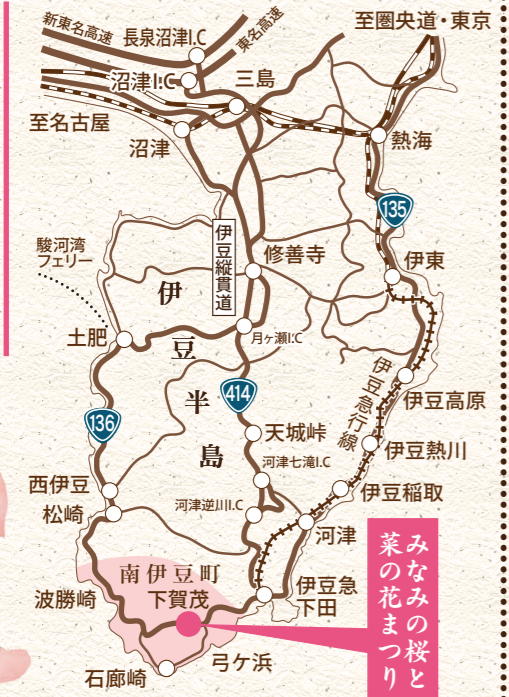 新東名高速
長泉沼津I.C
東名高速
至圏央道・東京
沼津I.C
三島
至名古屋
沼津
熱海
135
駿河湾
フェリー
伊豆縦貫道
修善寺
伊東
伊豆半島
土肥
月ヶ瀬I.C
伊豆急行線
伊豆高原
414
136
天城峠
伊豆熱川
河津七滝I.C
西伊豆
伊豆稲取
松崎
河津逆川I.C
河津
南伊豆町
波勝崎
下賀茂
伊豆急
下田
みなみの桜と
菜の花まつり
弓ケ浜
石廊崎